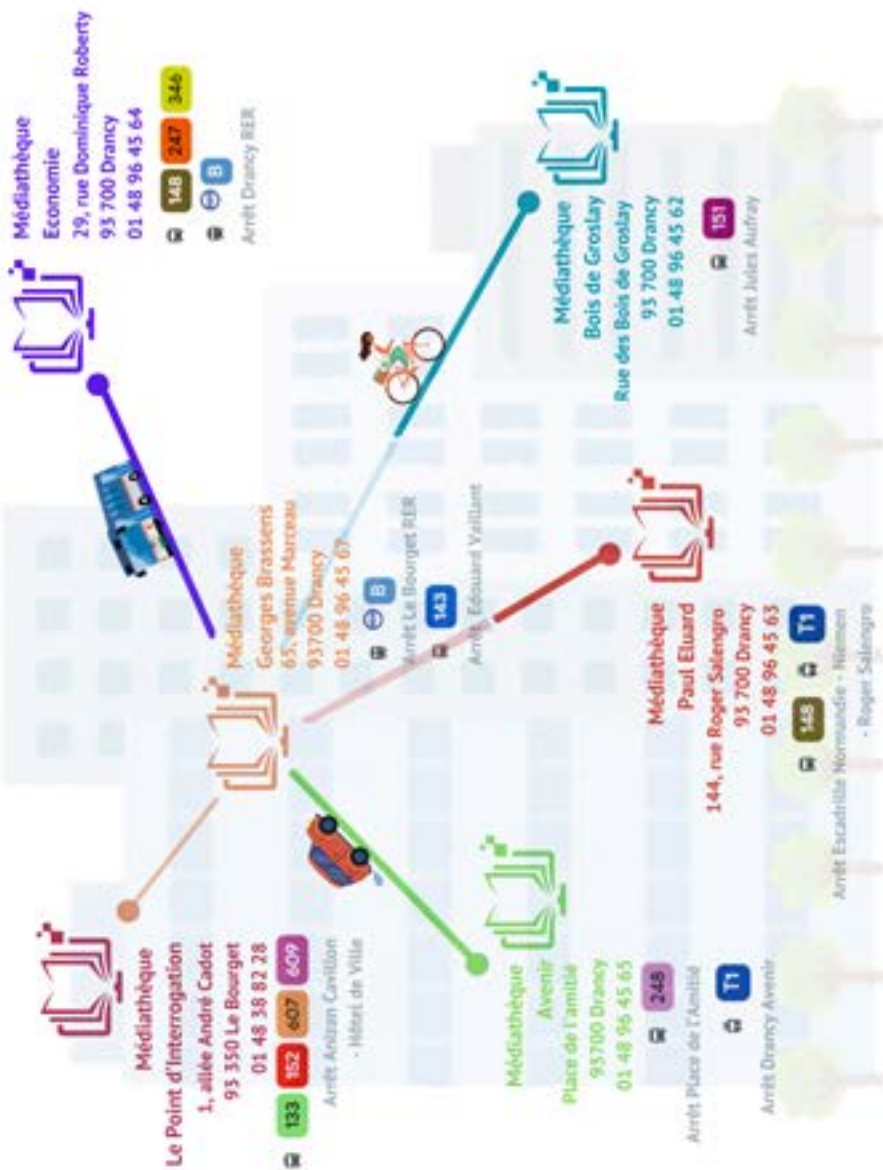 Médiathèque
Le Point d'Interrogation
1, allée André Cadot
93 350 Le Bourget
01 48 38 82 28
133 152 607 609
Arrêt Anizan Cavillon
- Hôtel de Ville
Médiathèque
Georges Brassens
65, avenue Marceau
93700 Drancy
01 48 96 45 67
B
Arrêt Le Bourget RER
143
Arrêt Edouard Vaillant
Médiathèque
Economie
29, rue Dominique Roberty
93 700 Drancy
01 48 96 45 64
148 247 346
B
Arrêt Drancy RER
Médiathèque
Avenir
Place de l'amitié
93700 Drancy
01 48 96 45 65
248
Arrêt Place de l'Amitié
T1
Arrêt Drancy Avenir
Médiathèque
Paul Eluard
144, rue Roger Salengro
93 700 Drancy
01 48 96 45 63
148 T1
Arrêt Escadrille Normandie - Niémen
- Roger Salengro
Médiathèque
Bois de Groslay
Rue des Bois de Groslay
93 700 Drancy
01 48 96 45 62
151
Arrêt Jules Aufray